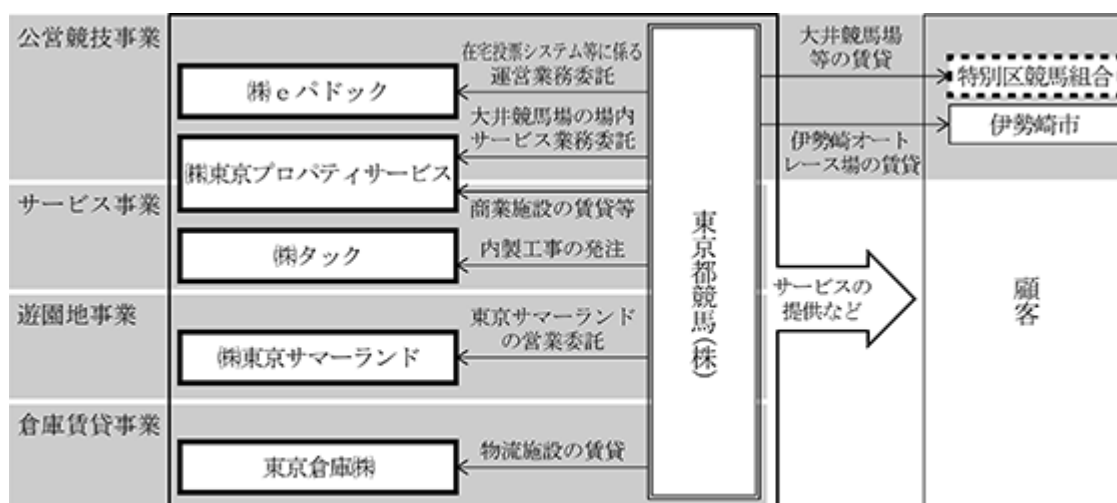 公営競技事業
在宅投票システム等に係る
運営業務委託
㈱ｅパドック
大井競馬場の場内
サービス業務委託
㈱東京プロパティサービス
サービス事業
商業施設の賃貸等
㈱タック
内製工事の発注
遊園地事業
東京サマーランド
の営業委託
㈱東京サマーランド
倉庫賃貸事業
東京倉庫㈱
物流施設の賃貸
東京都競馬(株)
大井競馬場
等の賃貸
特別区競馬組合
伊勢崎市
伊勢崎オート
レース場の賃貸
サービスの
提供など
顧客